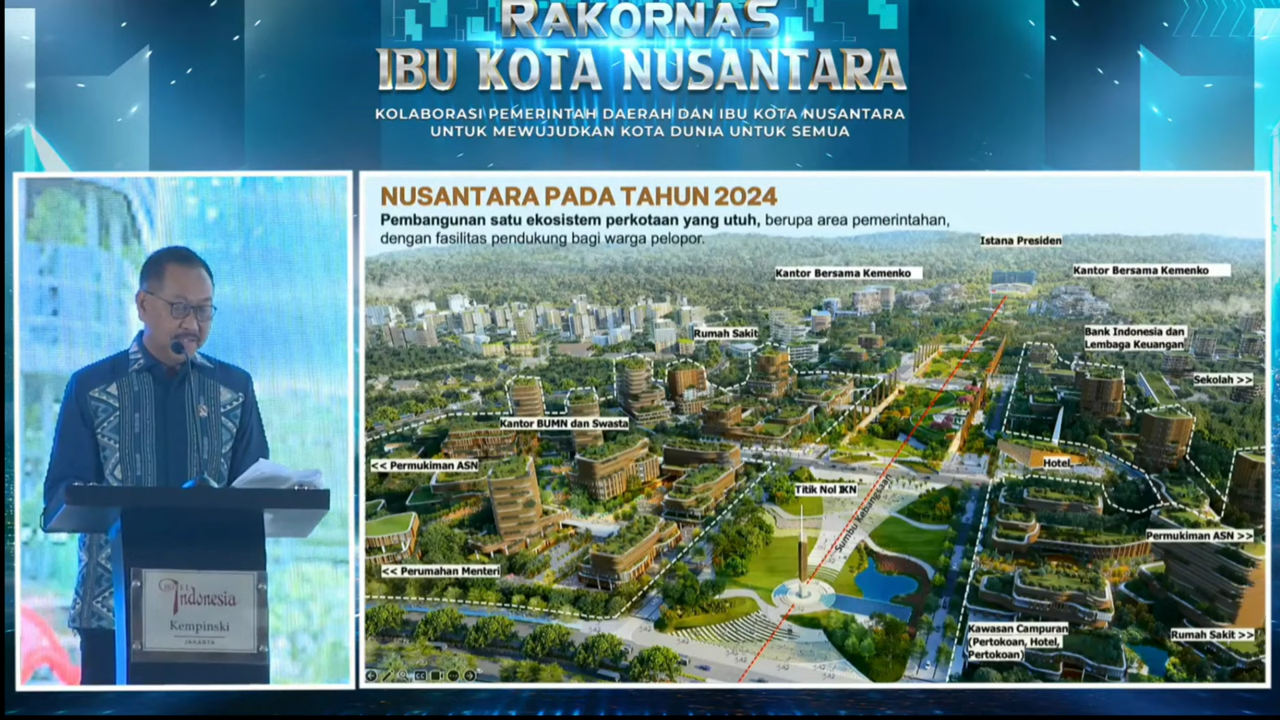 RAKORNAS
IBU KOTA NUSANTARA
KOLABORASI PEMERINTAH DAERAH DAN IBU KOTA NUSANTARA
UNTUK MEWUJUDKAN KOTA DUNIA UNTUK SEMUA
NUSANTARA PADA TAHUN 2024
Pembangunan satu ekosistem perkotaan yang utuh, berupa area pemerintahan,
dengan fasilitas pendukung bagi warga pelopor.
Istana Presiden
Kantor Bersama Kemenko
Kantor Bersama Kemenko
Rumah Sakit
Bank Indonesia dan
Lembaga Keuangan
Sekolah >>
Kantor BUMN dan Swasta
<< Permukiman ASN
Hotel
Titik Nol IKN
Sumbu Kebangsaan
Permukiman ASN >>
<< Perumahan Menteri
Kawasan Campuran
(Pertokoan, Hotel,
Pertokoan)
Rumah Sakit >>
Indonesia
Kempinski
JAKARTA